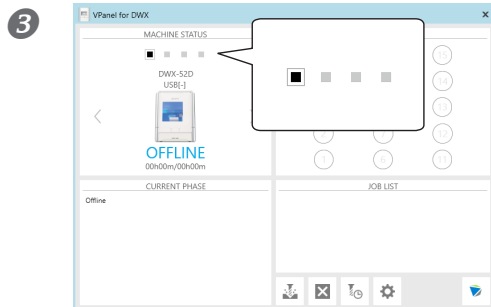 3
VPanel for DWX
MACHINE STATUS
DWX-52D
USB[-]
OFFLINE
00h00m/00h00m
15
14
13
2
7
12
1
6
11
CURRENT PHASE
Offline
JOB LIST